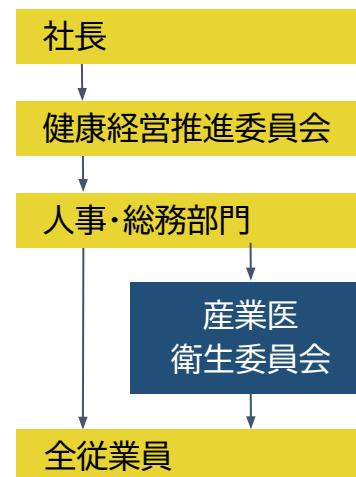 社長
健康経営推進委員会
人事・総務部門
産業医
衛生委員会
全従業員